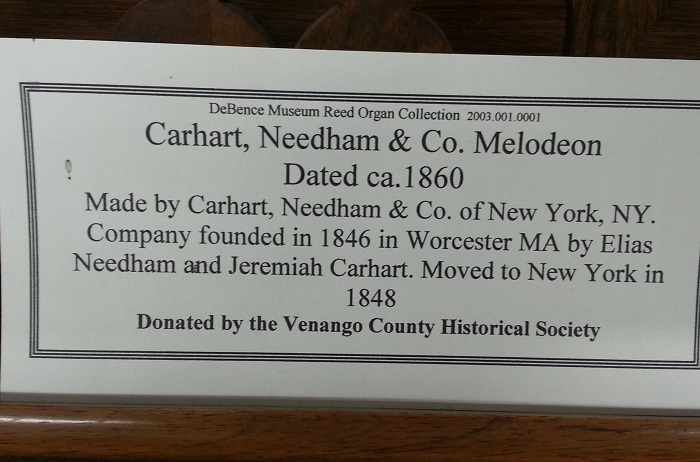 DeBence Museum Reed Organ Collection 2003.001.0001
Carhart, Needham & Co. Melodeon
Dated ca.1860
Made by Carhart, Needham & Co. of New York, NY.
Company founded in 1846 in Worcester MA by Elias
Needham and Jeremiah Carhart. Moved to New York in
1848
Donated by the Venango County Historical Society